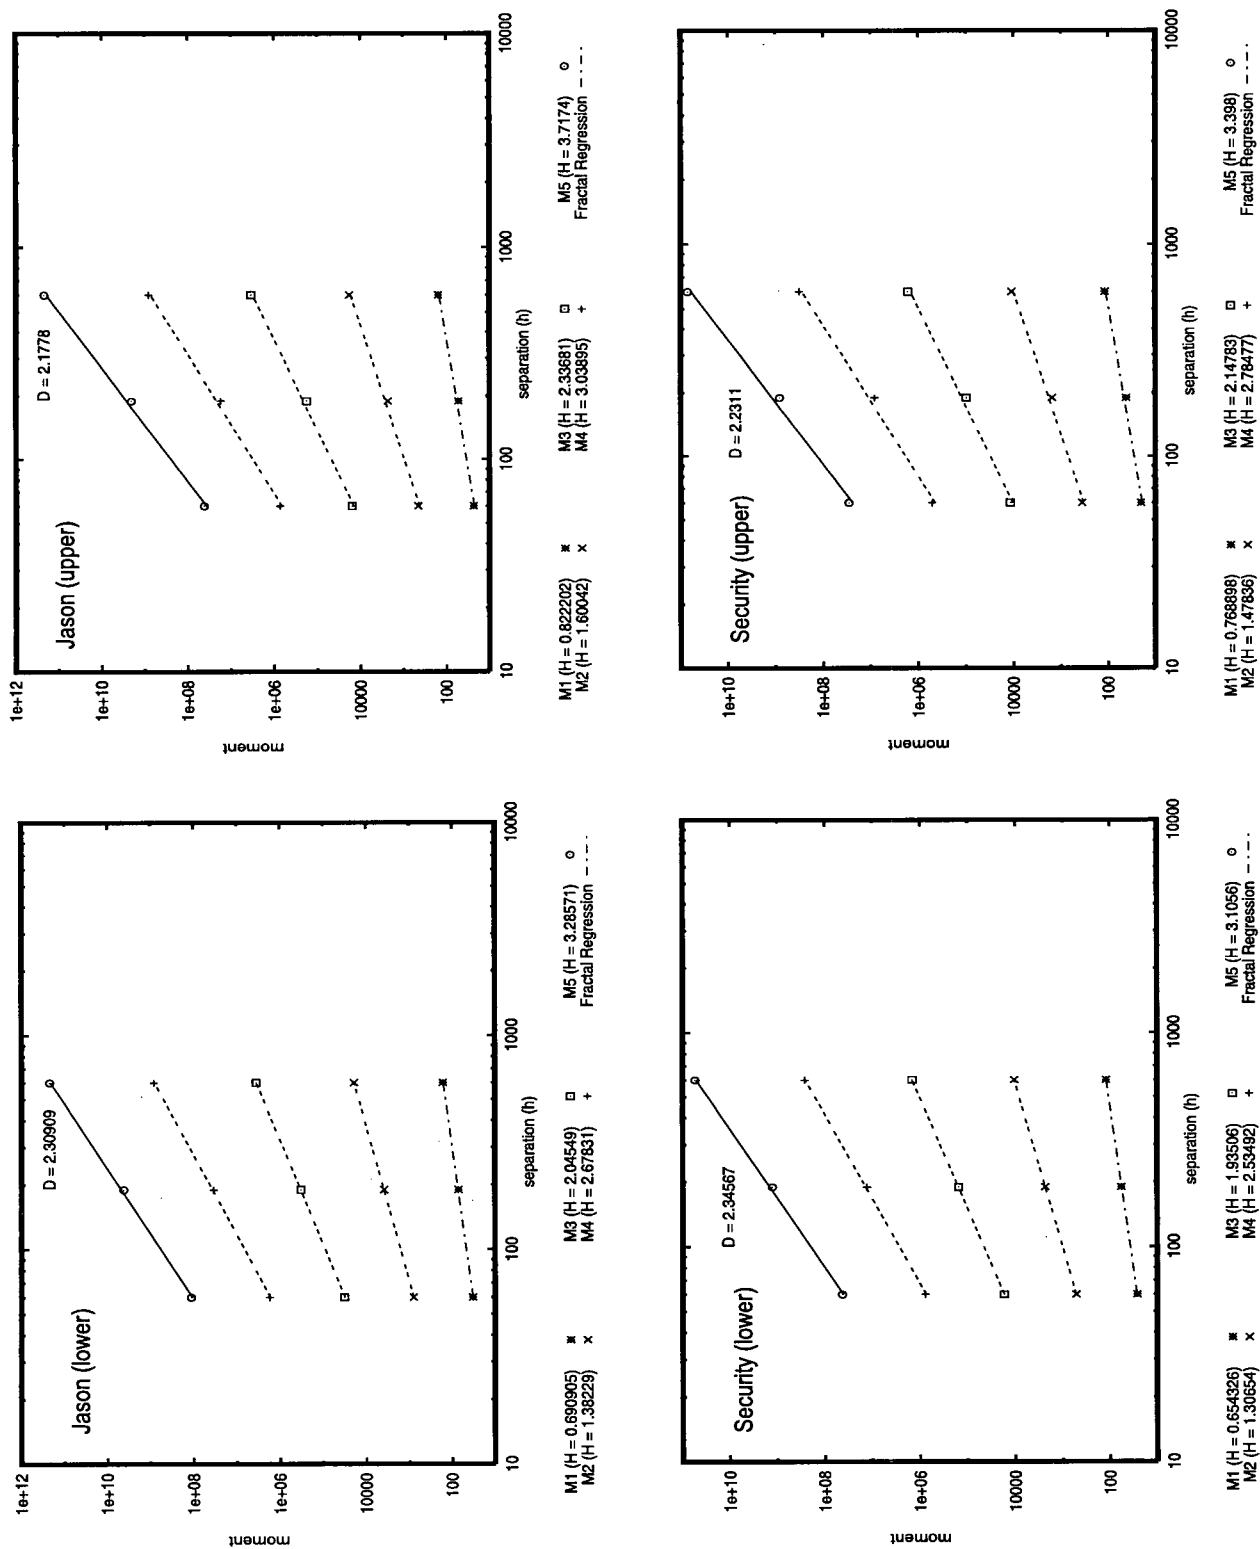 Jason (upper)
D = 2.1778
1e+12
1e+10
1e+08
1e+06
10000
100
moment
10
100
1000
10000
separation (h)
M1 (H = 0.822202)
M2 (H = 1.60042)
M3 (H = 2.33681)
M4 (H = 3.03895)
M5 (H = 3.7174)
Fractal Regression
Security (upper)
D = 2.2311
1e+10
1e+08
1e+06
10000
100
moment
10
100
1000
10000
separation (h)
M1 (H = 0.768898)
M2 (H = 1.47836)
M3 (H = 2.14783)
M4 (H = 2.78477)
M5 (H = 3.398)
Fractal Regression
Jason (lower)
D = 2.30909
1e+12
1e+10
1e+08
1e+06
10000
100
moment
10
100
1000
10000
separation (h)
M1 (H = 0.690905)
M2 (H = 1.38229)
M3 (H = 2.04549)
M4 (H = 2.67831)
M5 (H = 3.28571)
Fractal Regression
Security (lower)
D = 2.34567
1e+10
1e+08
1e+06
10000
100
moment
10
100
1000
10000
separation (h)
M1 (H = 0.654326)
M2 (H = 1.30654)
M3 (H = 1.93506)
M4 (H = 2.53492)
M5 (H = 3.1056)
Fractal Regression